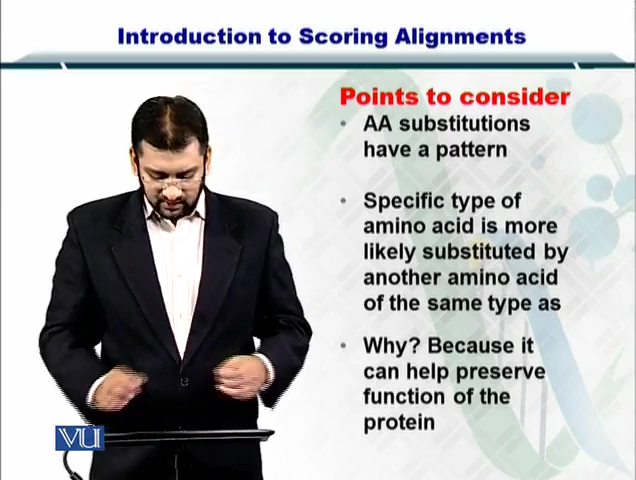 Introduction to Scoring Alignments
Points to consider
• AA substitutions
have a pattern
• Specific type of
amino acid is more
likely substituted by
another amino acid
of the same type as
• Why? Because it
can help preserve
function of the
protein
VU